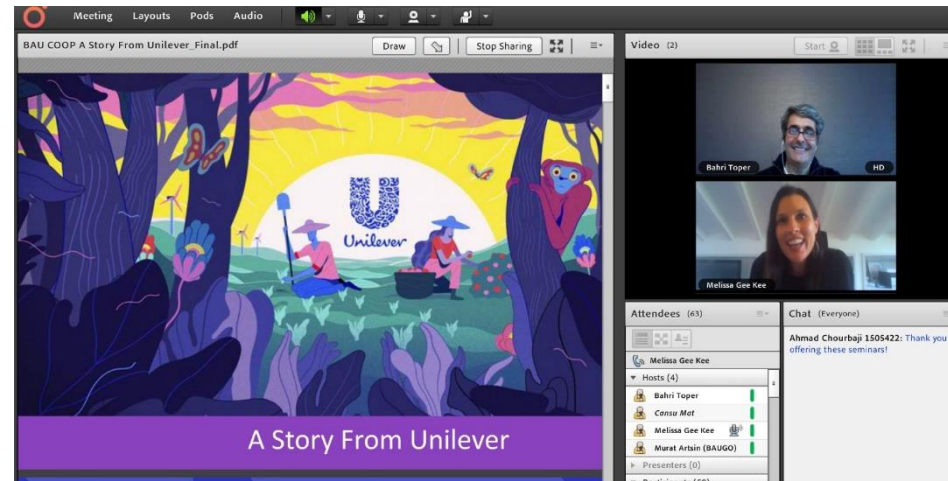 Meeting Layouts Pods Audio
BAU COOP A Story From Unilever_Final.pdf
Draw
Stop Sharing
Unilever
A Story From Unilever
Video (2)
Start
Bahri Toper
HD
Melissa Gee Kee
Attendees (63)
Melissa Gee Kee
Hosts (4)
Bahri Toper
Cansu Mat
Melissa Gee Kee
Murat Artsin (BAUGO)
Presenters (0)
Chat (Everyone)
Ahmad Chourbaji 1505422: Thank you
offering these seminars!